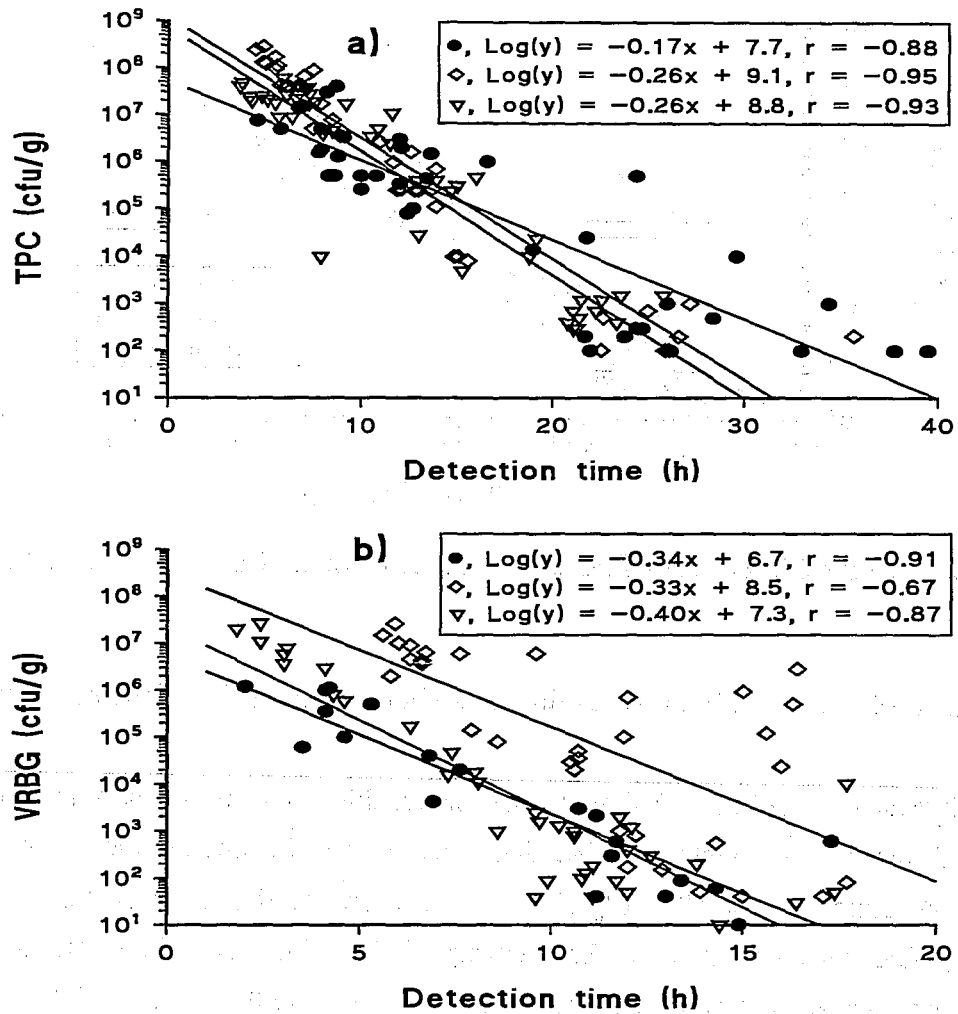 a)
●, Log(y) = −0.17x + 7.7, r = −0.88
◇, Log(y) = −0.26x + 9.1, r = −0.95
▽, Log(y) = −0.26x + 8.8, r = −0.93
TPC (cfu/g)
10⁹
10⁸
10⁷
10⁶
10⁵
10⁴
10³
10²
10¹
0 10 20 30 40
Detection time (h)
b)
●, Log(y) = −0.34x + 6.7, r = −0.91
◇, Log(y) = −0.33x + 8.5, r = −0.67
▽, Log(y) = −0.40x + 7.3, r = −0.87
VRBG (cfu/g)
10⁹
10⁸
10⁷
10⁶
10⁵
10⁴
10³
10²
10¹
0 5 10 15 20
Detection time (h)